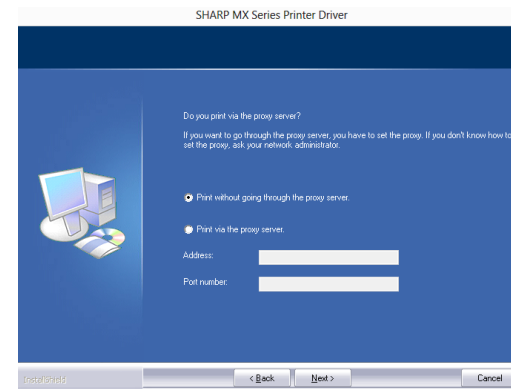 SHARP MX Series Printer Driver
Do you print via the proxy server?
If you want to go through the proxy server, you have to set the proxy. If you don't know how to
set the proxy, ask your network administrator.
Print without going through the proxy server.
Print via the proxy server.
Address:
Port number:
InstallShield
< Back
Next >
Cancel